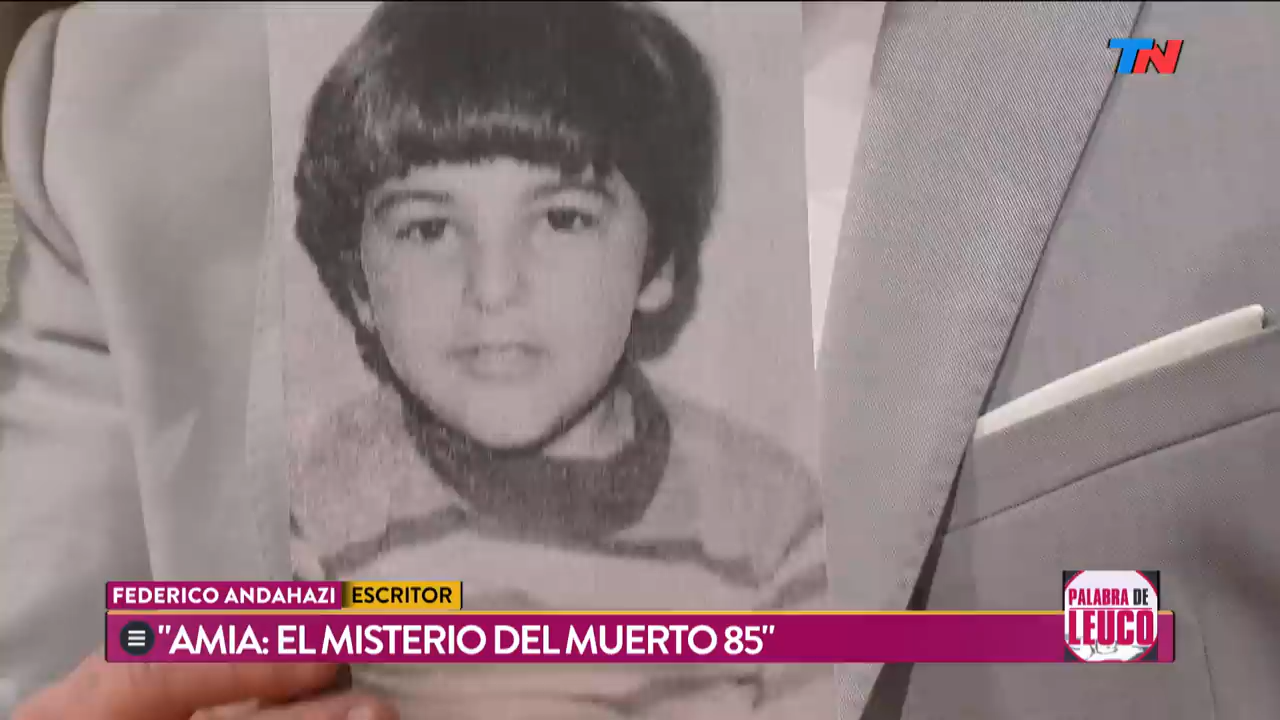 TN
FEDERICO ANDAHAZI ESCRITOR
"AMIA: EL MISTERIO DEL MUERTO 85"
PALABRA DE
LEUCO